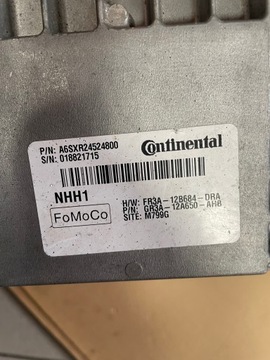 P/N: A6SXR24524800
S/N: 018821715
Continental
NHH1
FoMoCo
H/W: FR3A-12B684-DRA
P/N: GR3A-12A650-AHB
SITE: M799G